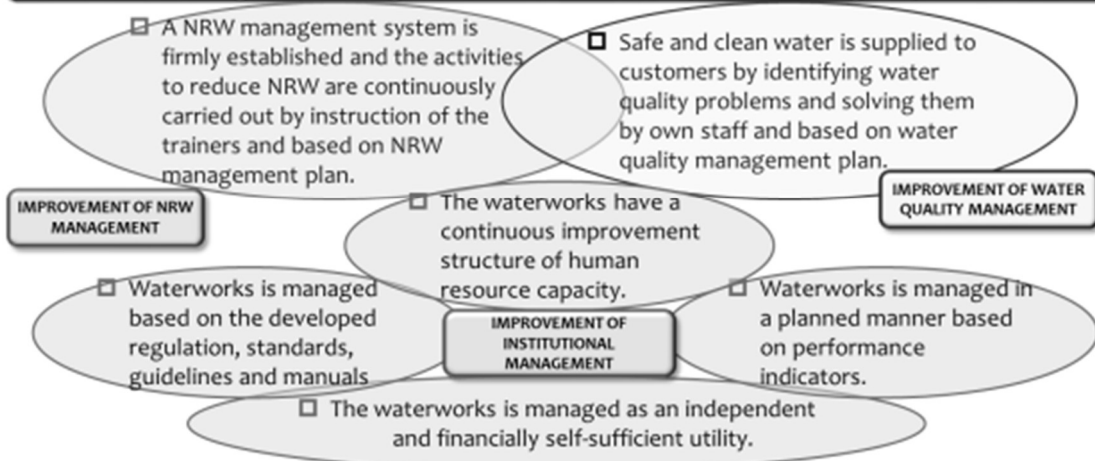 A NRW management system is
firmly established and the activities
to reduce NRW are continuously
carried out by instruction of the
trainers and based on NRW
management plan.
Safe and clean water is supplied to
customers by identifying water
quality problems and solving them
by own staff and based on water
quality management plan.
IMPROVEMENT OF NRW
MANAGEMENT
IMPROVEMENT OF WATER
QUALITY MANAGEMENT
The waterworks have a
continuous improvement
structure of human
resource capacity.
Waterworks is managed
based on the developed
regulation, standards,
guidelines and manuals
IMPROVEMENT OF
INSTITUTIONAL
MANAGEMENT
Waterworks is managed in
a planned manner based
on performance
indicators.
The waterworks is managed as an independent
and financially self-sufficient utility.